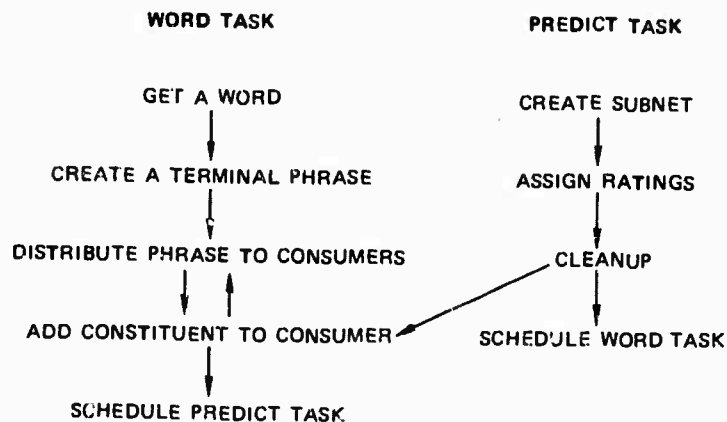 WORD TASK
PREDICT TASK
GET A WORD
CREATE SUBNET
CREATE A TERMINAL PHRASE
ASSIGN RATINGS
DISTRIBUTE PHRASE TO CONSUMERS
CLEANUP
ADD CONSTITUENT TO CONSUMER
SCHEDULE WORD TASK
SCHEDULE PREDICT TASK